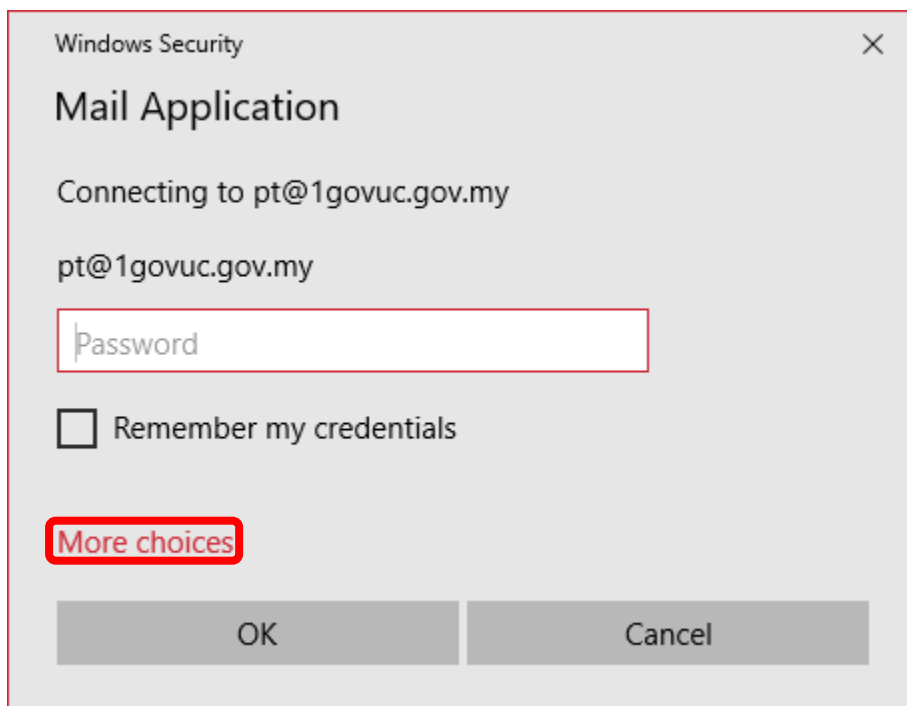 Windows Security
Mail Application
Connecting to pt@1govuc.gov.my
pt@1govuc.gov.my
Password
Remember my credentials
More choices
OK
Cancel